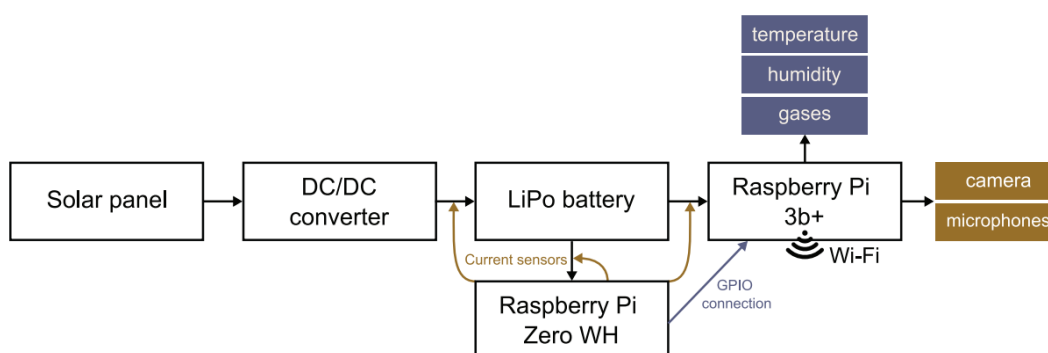 temperature
humidity
gases
Solar panel
DC/DC
converter
LiPo battery
Raspberry Pi
3b+
Wi-Fi
camera
microphones
Current sensors
Raspberry Pi
Zero WH
GPIO
connection